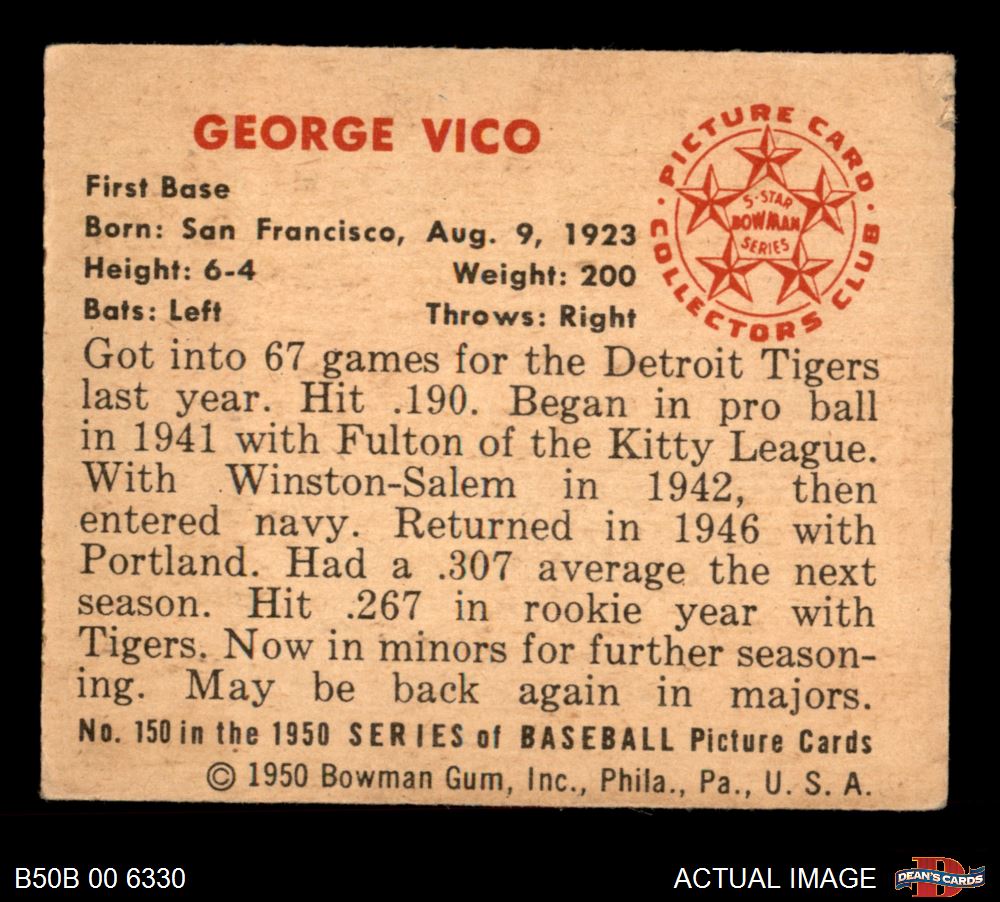 GEORGE VICO
First Base
Born: San Francisco, Aug. 9, 1923
Height: 6-4 Weight: 200
Bats: Left Throws: Right
· PICTURE CARD ·
COLLECTORS CLUB
5-STAR
BOWMAN
SERIES
Got into 67 games for the Detroit Tigers
last year. Hit .190. Began in pro ball
in 1941 with Fulton of the Kitty League.
With Winston-Salem in 1942, then
entered navy. Returned in 1946 with
Portland. Had a .307 average the next
season. Hit .267 in rookie year with
Tigers. Now in minors for further season-
ing. May be back again in majors.
No. 150 in the 1950 SERIES of BASEBALL Picture Cards
© 1950 Bowman Gum, Inc., Phila., Pa., U. S. A.
B50B 00 6330
ACTUAL IMAGE
D
DEAN'S CARDS